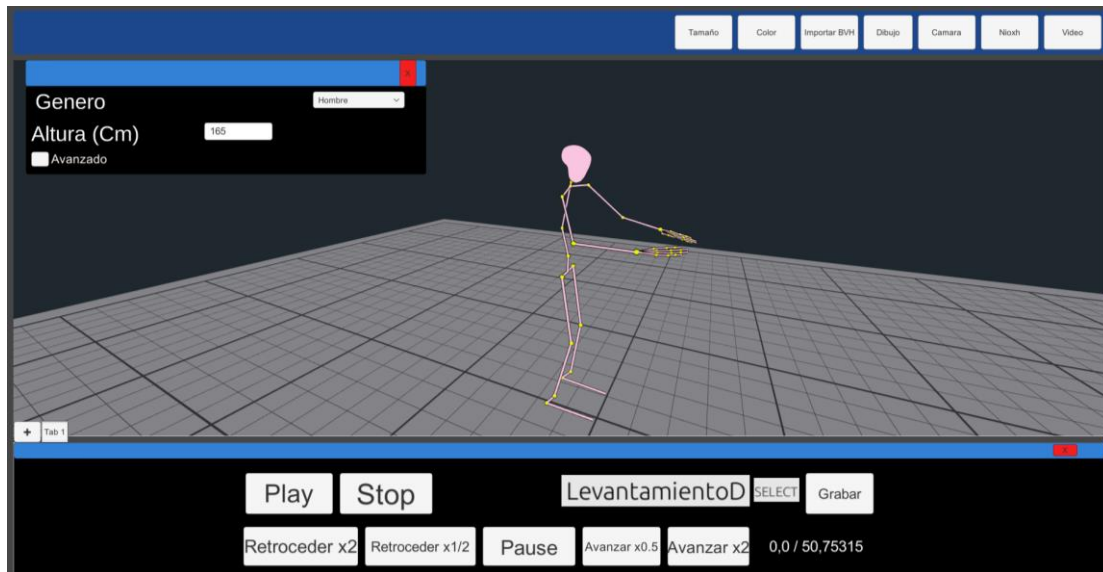 Tamaño
Color
Importar BVH
Dibujo
Camara
Nioxh
Video
X
Genero
Hombre
Altura (Cm)
165
Avanzado
+
Tab 1
X
Play
Stop
LevantamientoD
SELECT
Grabar
Retroceder x2
Retroceder x1/2
Pause
Avanzar x0.5
Avanzar x2
0,0 / 50,75315